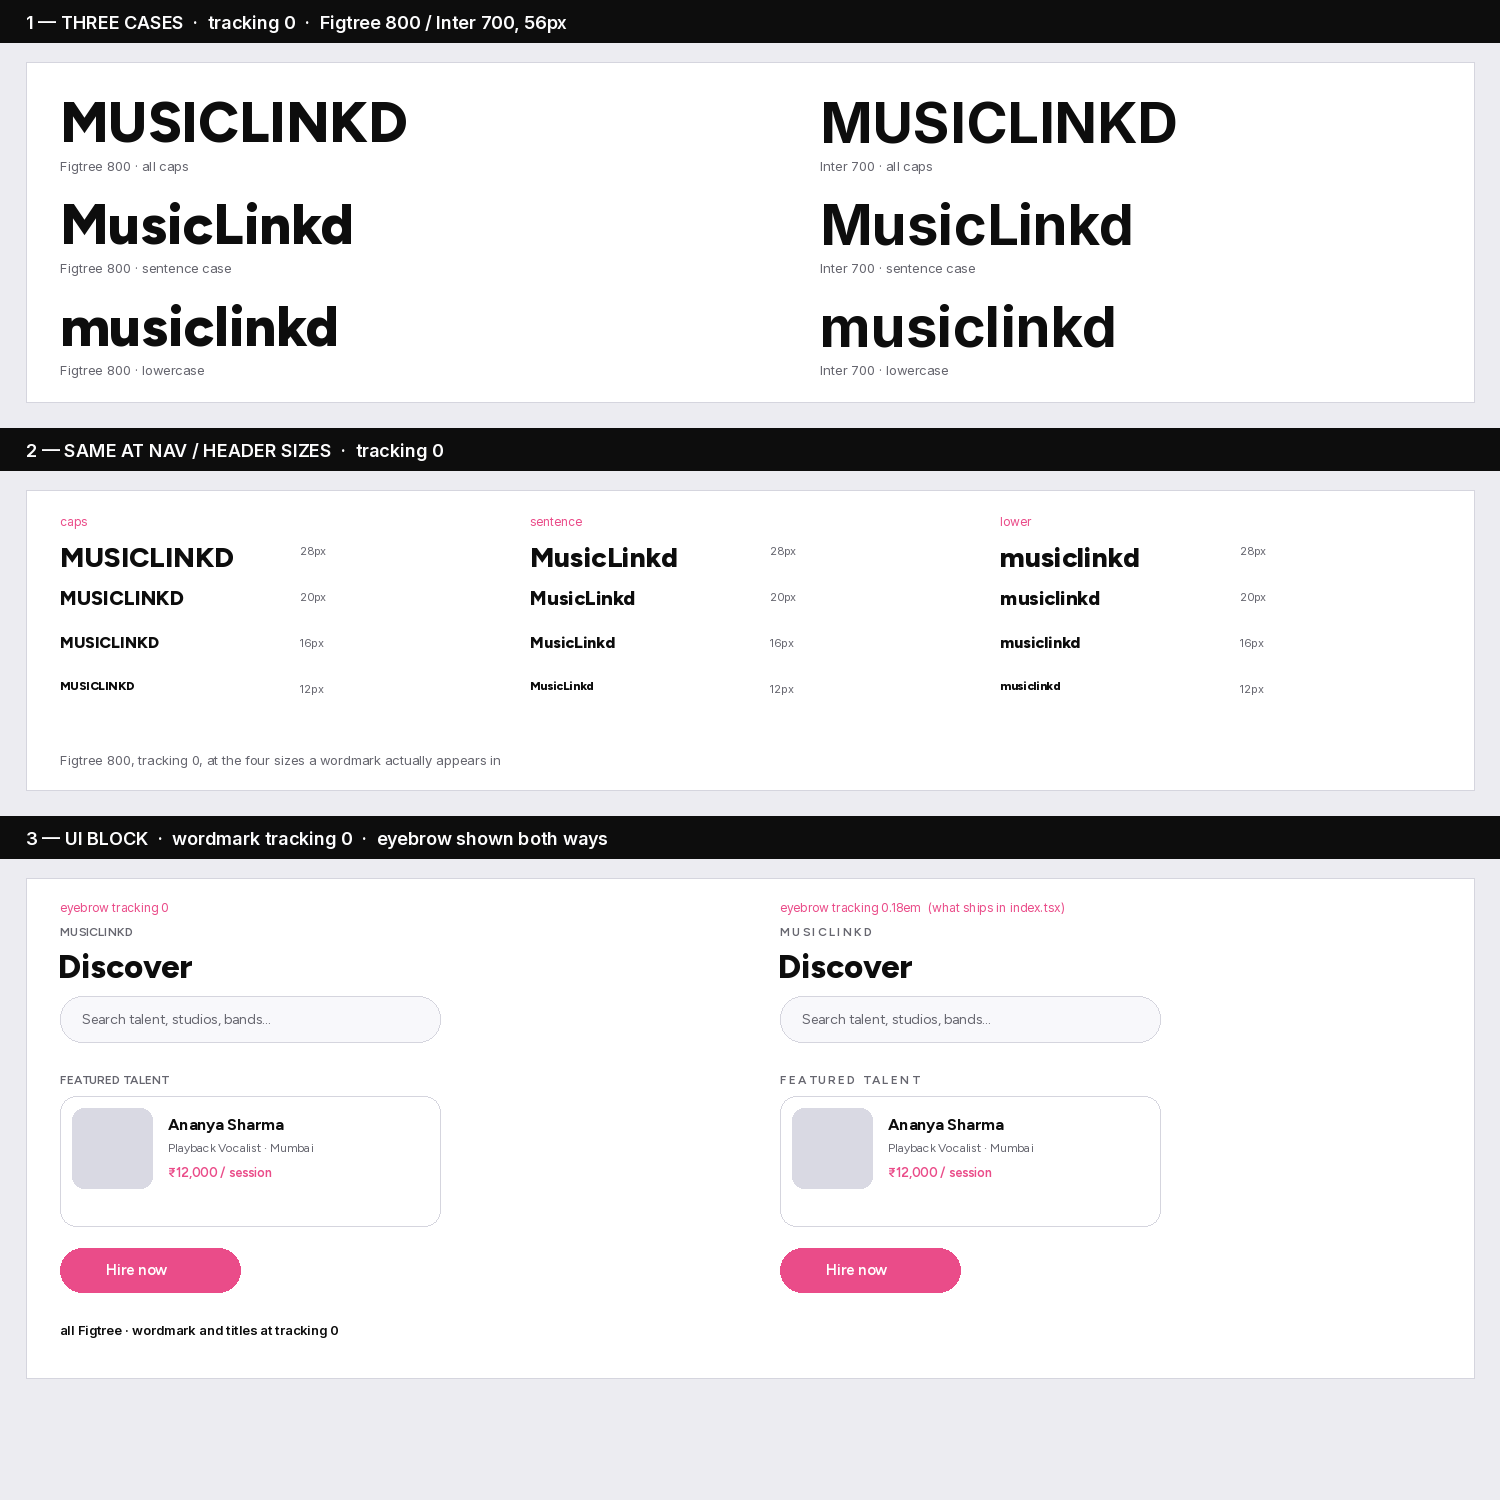 1 — THREE CASES · tracking 0 · Figtree 800 / Inter 700, 56px
MUSICLINKD
Figtree 800 · all caps
MusicLinkd
Figtree 800 · sentence case
musiclinkd
Figtree 800 · lowercase
MUSICLINKD
Inter 700 · all caps
MusicLinkd
Inter 700 · sentence case
musiclinkd
Inter 700 · lowercase
2 — SAME AT NAV / HEADER SIZES · tracking 0
caps
MUSICLINKD 28px
MUSICLINKD 20px
MUSICLINKD 16px
MUSICLINKD 12px
sentence
MusicLinkd 28px
MusicLinkd 20px
MusicLinkd 16px
MusicLinkd 12px
lower
musiclinkd 28px
musiclinkd 20px
musiclinkd 16px
musiclinkd 12px
Figtree 800, tracking 0, at the four sizes a wordmark actually appears in
3 — UI BLOCK · wordmark tracking 0 · eyebrow shown both ways
eyebrow tracking 0
MUSICLINKD
Discover
Search talent, studios, bands...
FEATURED TALENT
Ananya Sharma
Playback Vocalist · Mumbai
₹12,000 / session
Hire now
all Figtree · wordmark and titles at tracking 0
eyebrow tracking 0.18em (what ships in index.tsx)
MUSICLINKD
Discover
Search talent, studios, bands...
FEATURED TALENT
Ananya Sharma
Playback Vocalist · Mumbai
₹12,000 / session
Hire now